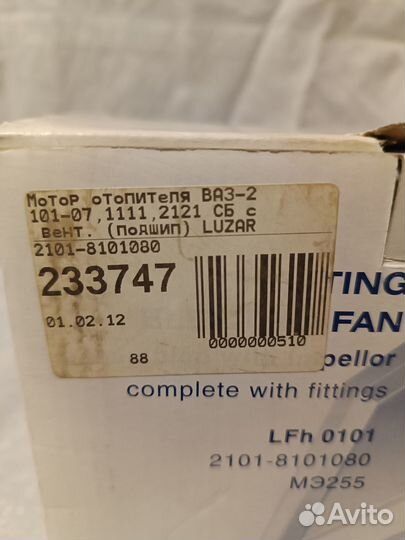 Мотор отопителя ВАЗ-2
101-07,1111,2121 СБ с
вент. (подшип) LUZAR
2101-8101080
233747
01.02.12
88
0000000510
TING
FAN
pellor
complete with fittings
LFh 0101
2101-8101080
МЭ255
Avito